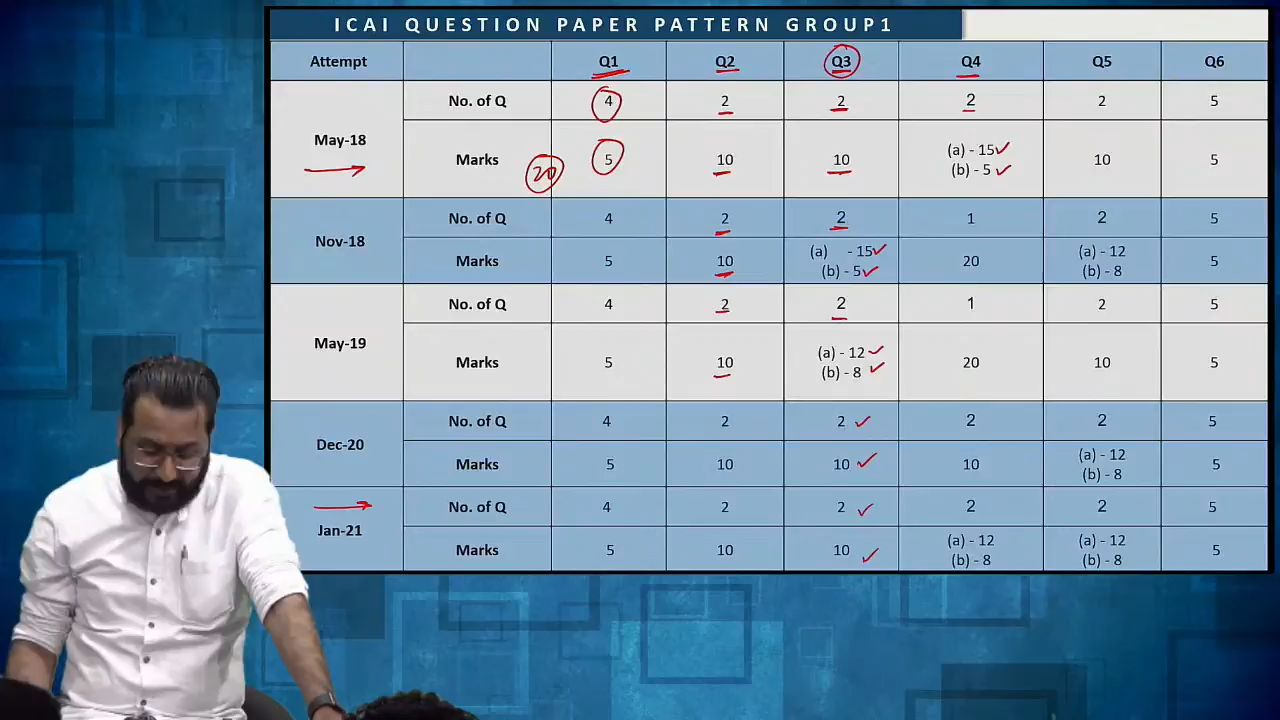 ICAI QUESTION PAPER PATTERN GROUP1
Attempt Q1 Q2 Q3 Q4 Q5 Q6
May-18 No. of Q 4 2 2 2 2 5
Marks 20 5 10 10 (a) - 15 10 5
(b) - 5
Nov-18 No. of Q 4 2 2 1 2 5
Marks 5 10 (a) - 15 20 (a) - 12 5
(b) - 5 (b) - 8
May-19 No. of Q 4 2 2 1 2 5
Marks 5 10 (a) - 12 20 10 5
(b) - 8
Dec-20 No. of Q 4 2 2 2 2 5
Marks 5 10 10 10 (a) - 12 5
(b) - 8
Jan-21 No. of Q 4 2 2 2 2 5
Marks 5 10 10 (a) - 12 (a) - 12 5
(b) - 8 (b) - 8